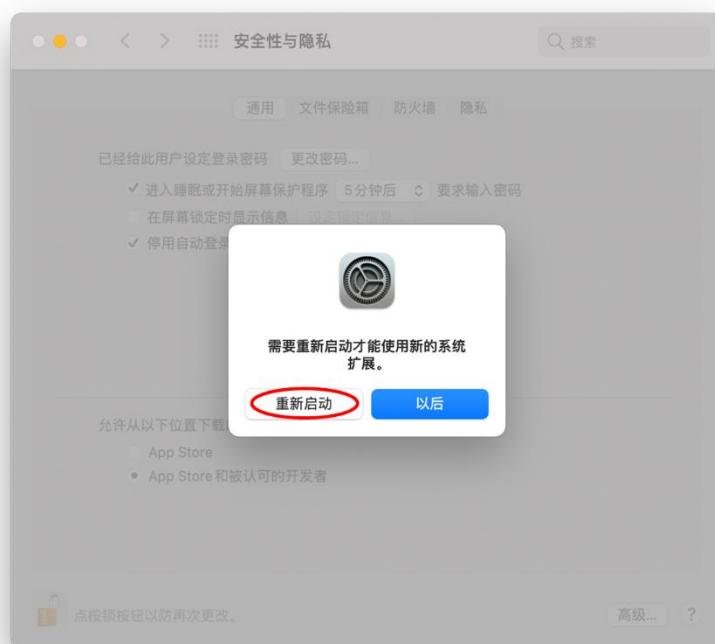 安全性与隐私
搜索
通用 文件保险箱 防火墙 隐私
已经给此用户设定登录密码 更改密码...
进入睡眠或开始屏幕保护程序 5分钟后 要求输入密码
在屏幕锁定时显示信息 设定锁定信息...
停用自动登录
需要重新启动才能使用新的系统
扩展。
重新启动 以后
允许从以下位置下载
App Store
App Store和被认可的开发者
点按锁按钮以防再次更改。
高级... ?